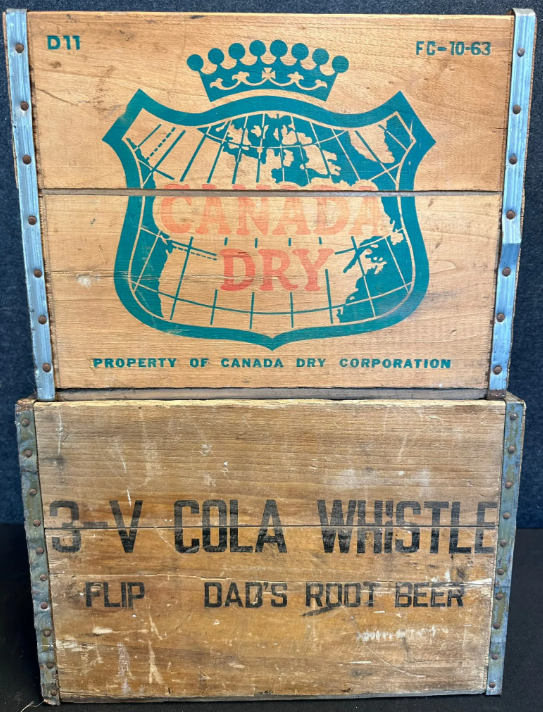 D11 FC-10-63
CANADA
DRY
PROPERTY OF CANADA DRY CORPORATION
3-V COLA WHISTLE
FLIP DAD'S ROOT BEER